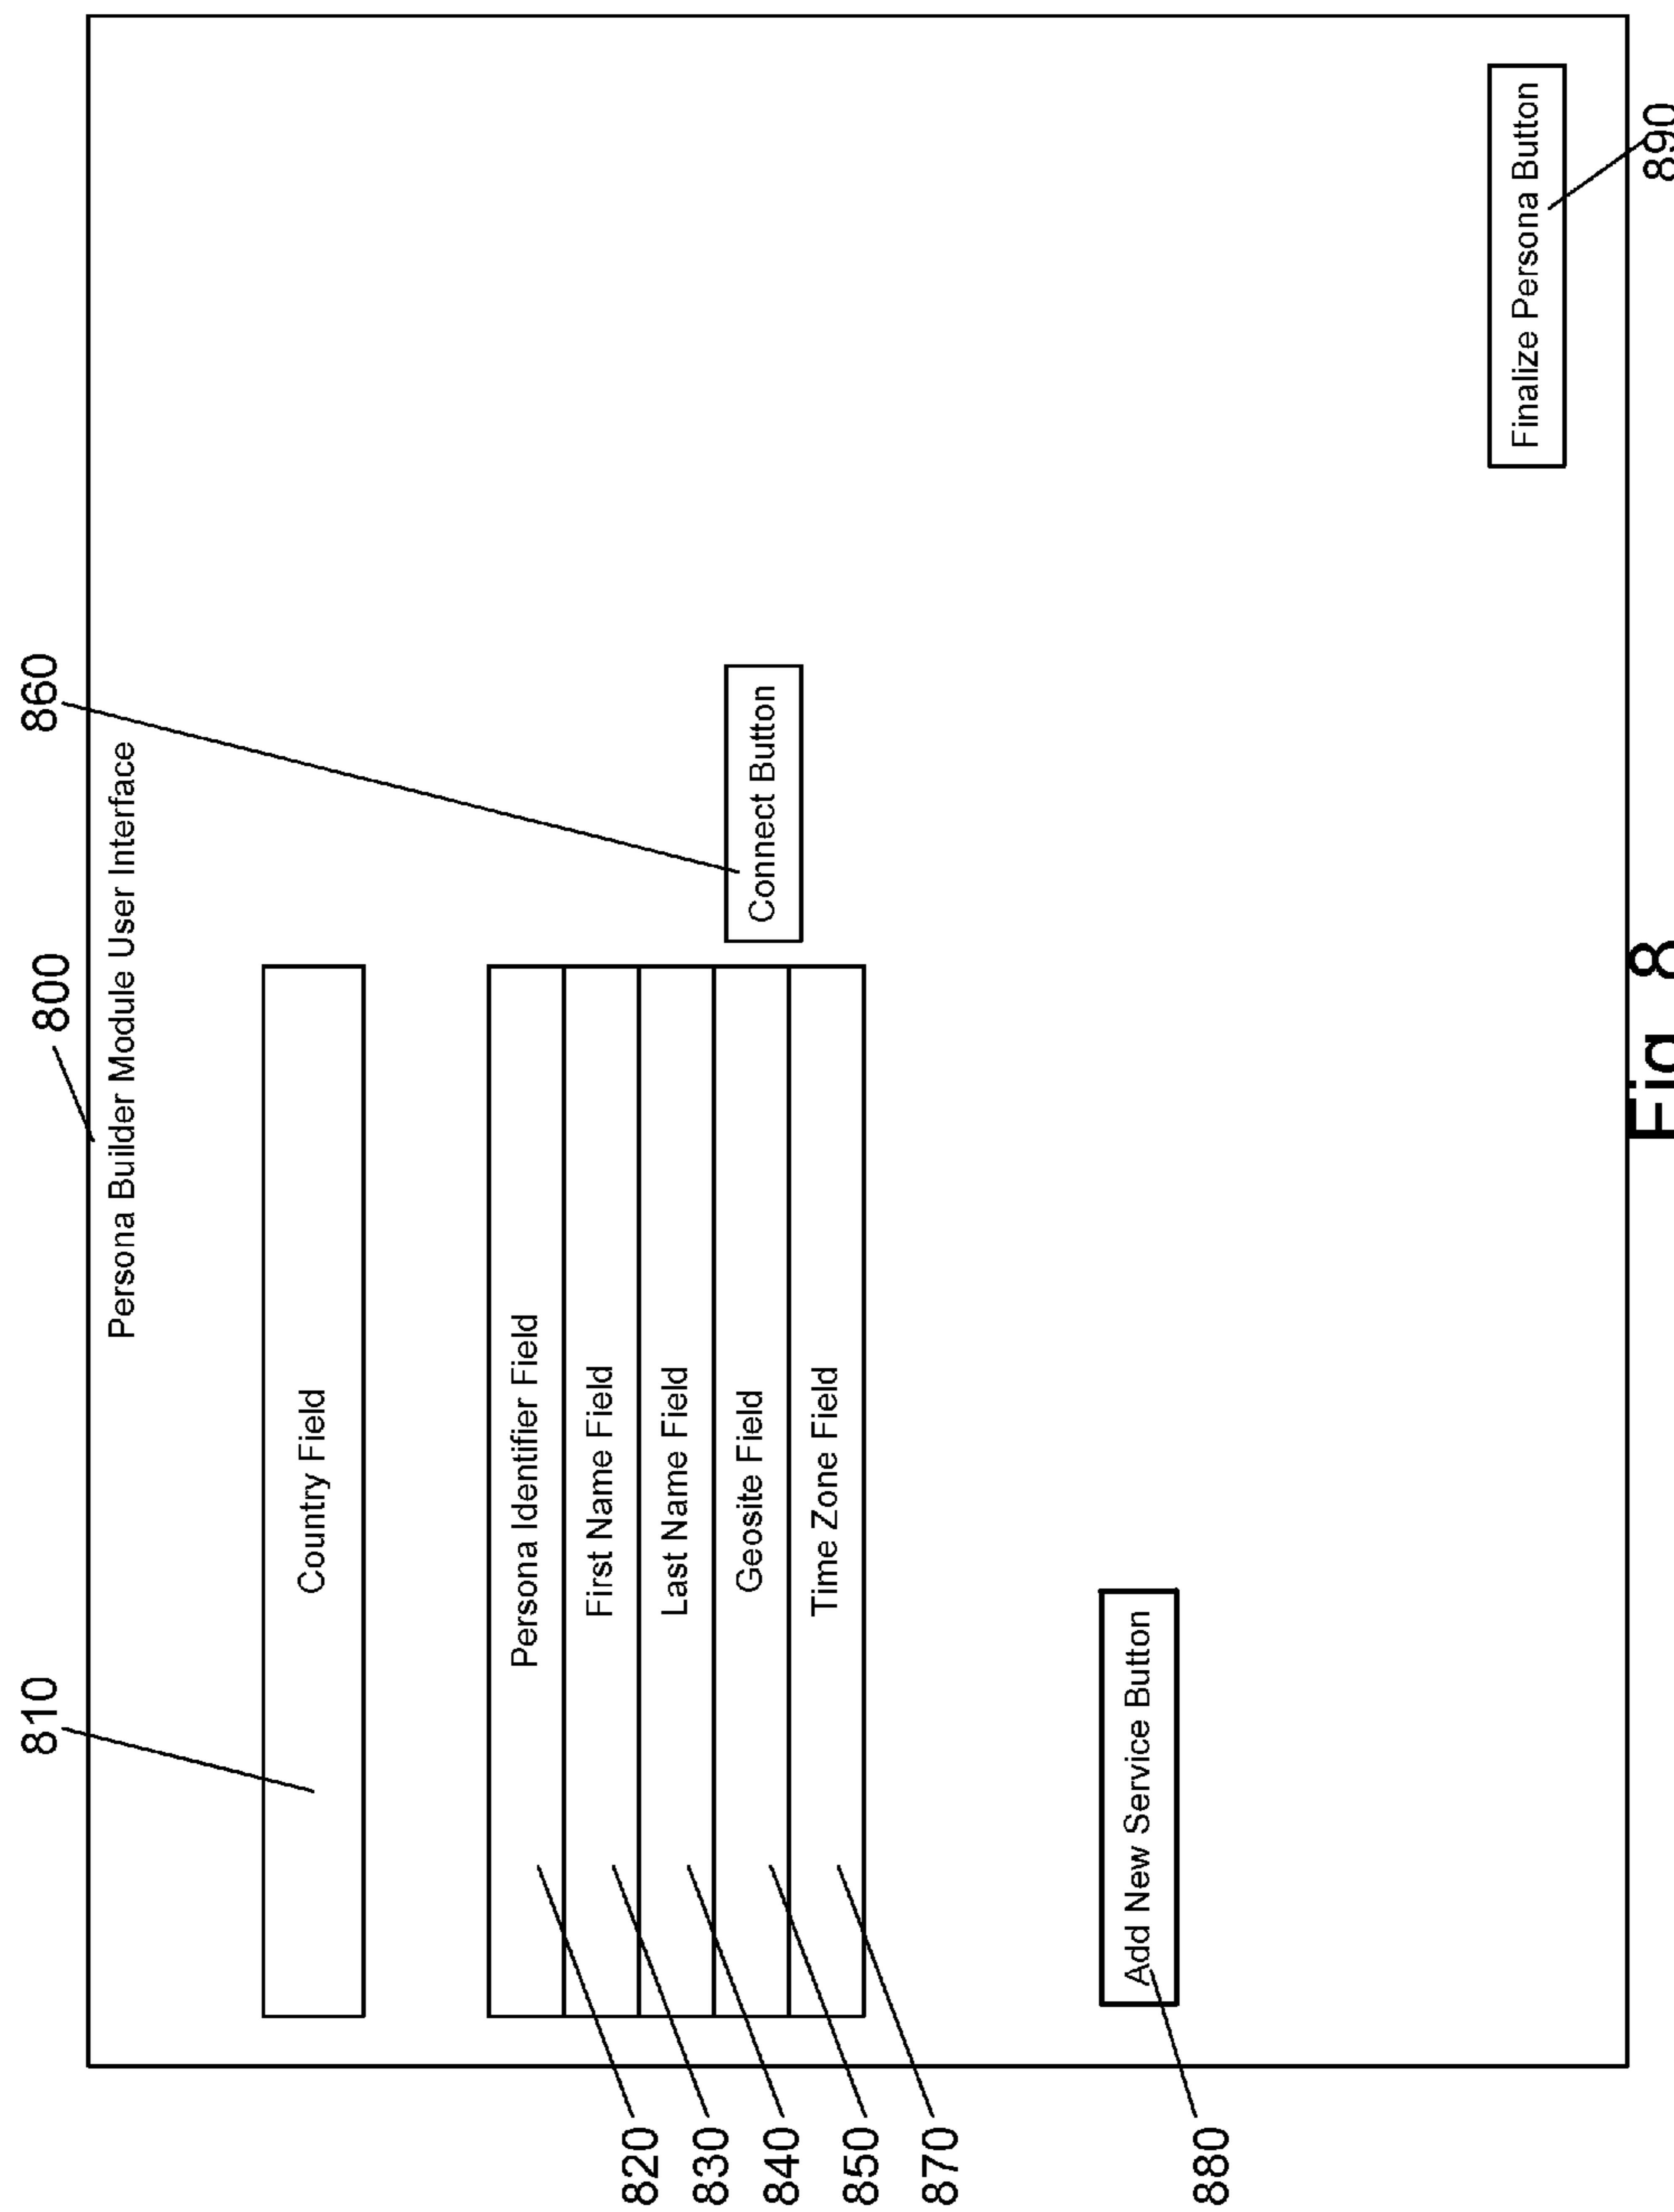 860
810
800
Persona Builder Module User Interface
Country Field
Persona Identifier Field
820
First Name Field
830
Last Name Field
840
Geosite Field
Connect Button
850
Time Zone Field
870
Add New Service Button
880
Finalize Persona Button
890
Fig. 8